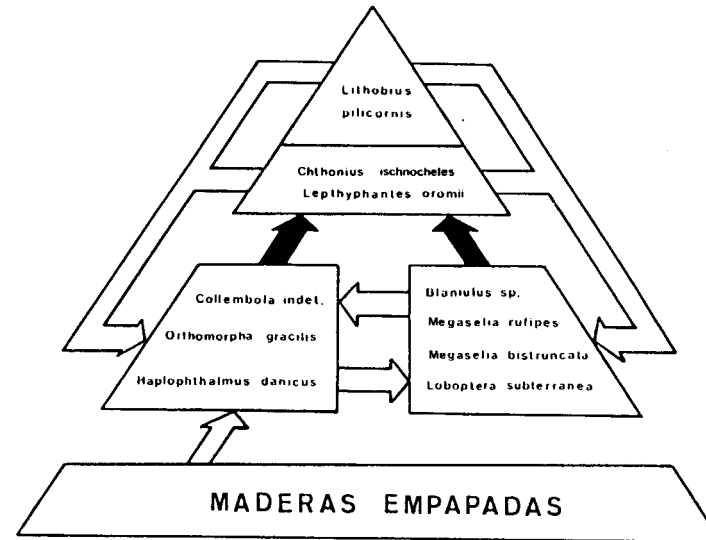 Lithobius
pilicornis
Chthonius ischnocheles
Lepthyphantes oromii
Collembola indet.
Orthomorpha gracilis
Haplophthalmus danicus
Blaniulus sp.
Megaselia rufipes
Megaselia bistruncata
Loboptera subterranea
MADERAS EMPAPADAS